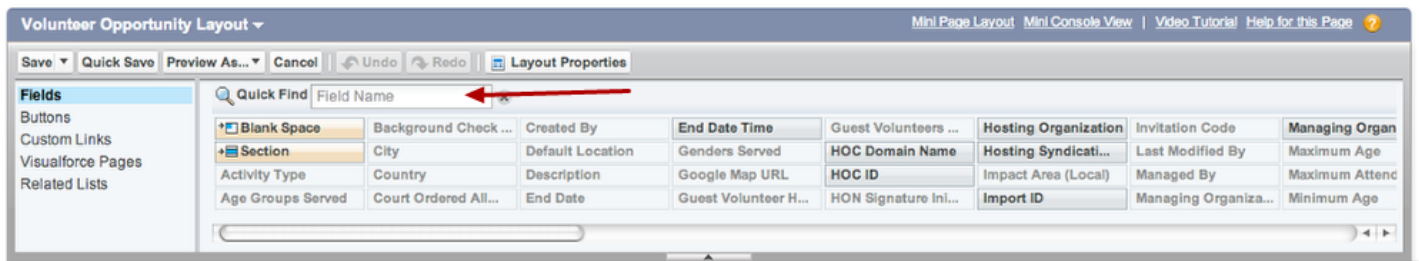 Volunteer Opportunity Layout
Mini Page Layout Mini Console View | Video Tutorial Help for this Page ?
Save Quick Save Preview As... Cancel Undo Redo Layout Properties
Fields
Buttons
Custom Links
Visualforce Pages
Related Lists
Quick Find Field Name
Blank Space Background Check ... Created By End Date Time Guest Volunteers ... Hosting Organization Invitation Code Managing Organ
Section City Default Location Genders Served HOC Domain Name Hosting Syndicati... Last Modified By Maximum Age
Activity Type Country Description Google Map URL HOC ID Impact Area (Local) Managed By Maximum Attend
Age Groups Served Court Ordered All... End Date Guest Volunteer H... HON Signature Ini... Import ID Managing Organiza... Minimum Age